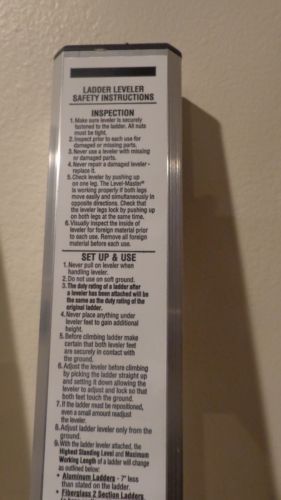 LADDER LEVELER
SAFETY INSTRUCTIONS
INSPECTION
1. Make sure leveler is securely
fastened to the ladder. All nuts
must be tight.
2. Inspect prior to each use for
damaged or missing parts.
3. Never use a leveler with missing
or damaged parts.
4. Never repair a damaged leveler -
replace it.
5. Check leveler by pushing up
on one leg. The Level-Master®
is working properly if both legs
move easily and simultaneously in
opposite directions. Check that
the leveler legs lock by pushing up
on both legs at the same time.
6. Visually inspect the inside of
leveler for foreign material prior
to each use. Remove all foreign
material before each use.
SET UP & USE
1. Never pull on leveler when
handling leveler.
2. Do not use on soft ground.
3. The duty rating of a ladder after
a leveler has been attached will be
the same as the duty rating of the
original ladder.
4. Never place anything under
leveler feet to gain additional
height.
5. Before climbing ladder make
certain that both leveler feet
are securely in contact with
the ground.
6. Adjust the leveler before climbing
by picking the ladder straight up
and setting it down allowing the
leveler to adjust and lock so that
both feet touch the ground.
7. If the ladder must be repositioned,
even a small amount readjust
the leveler.
8. Adjust ladder leveler only from the
ground.
9. With the ladder leveler attached, the
Highest Standing Level and Maximum
Working Length of a ladder will change
as outlined below:
• Aluminum Ladders - 7" less
than stated on the ladder.
• Fiberglass 2 Section Ladders